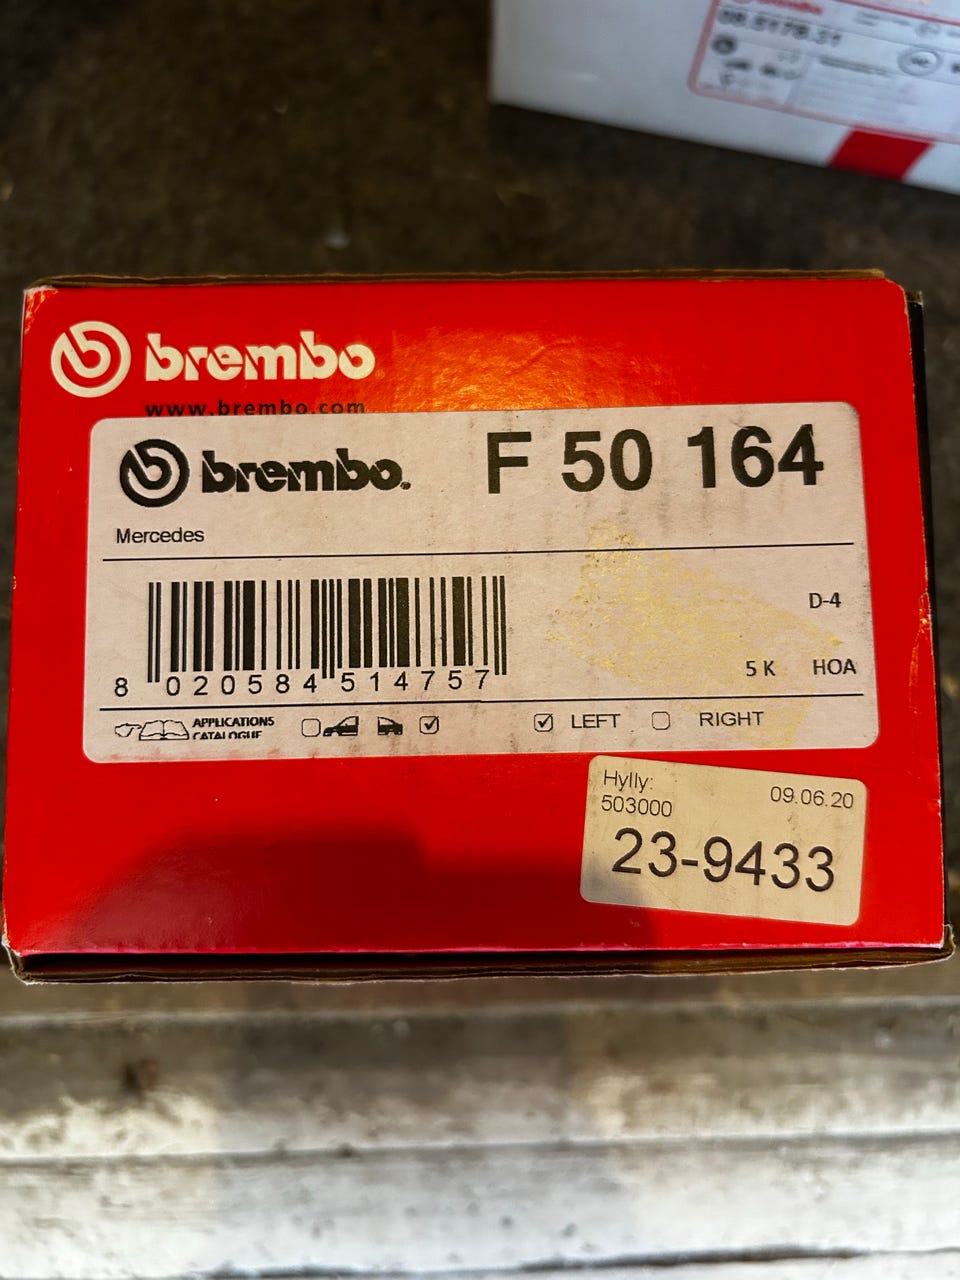 brembo
www.brembo.com
brembo.
F 50 164
Mercedes
D-4
5 K HOA
8 020584 514757
APPLICATIONS
CATALOGUE
LEFT RIGHT
Hylly:
503000
09.06.20
23-9433